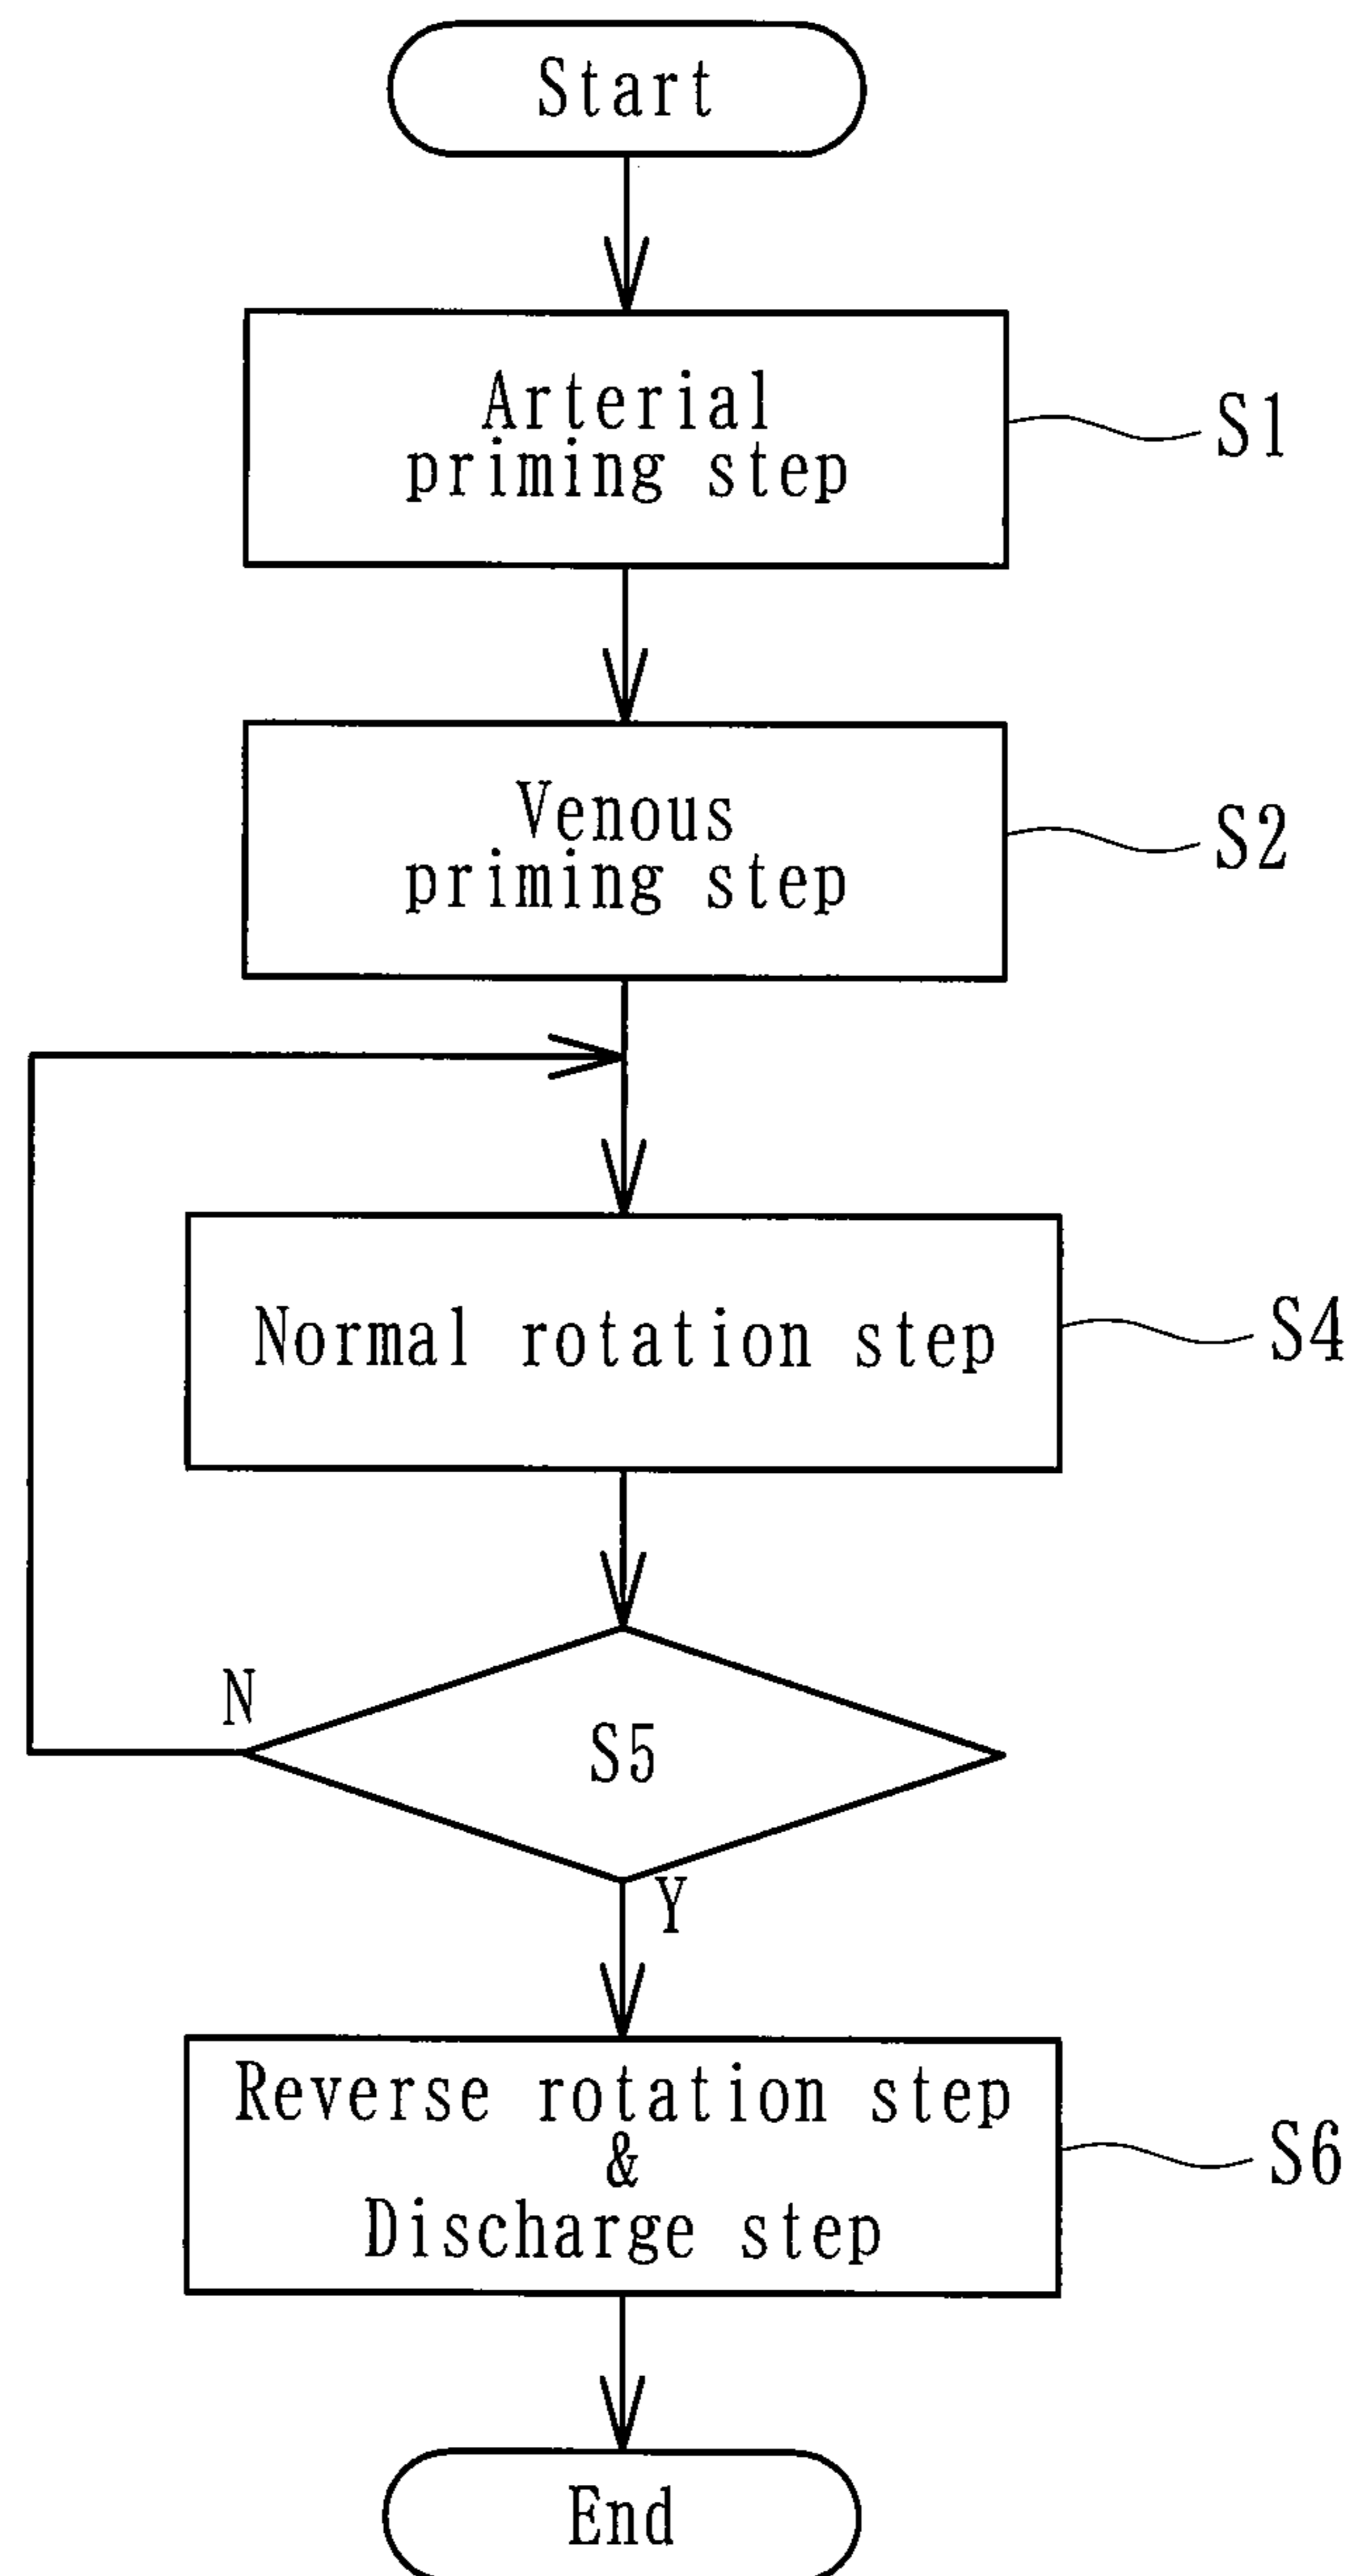 Start
Arterial
priming step
S1
Venous
priming step
S2
Normal rotation step
S4
N
S5
Y
Reverse rotation step
&
Discharge step
S6
End